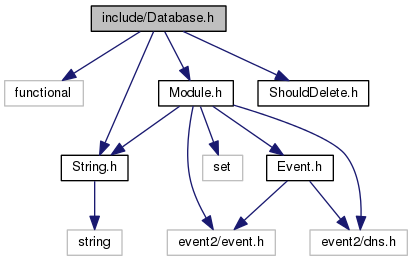 include/Database.h
functional
Module.h
ShouldDelete.h
String.h
set
Event.h
string
event2/event.h
event2/dns.h